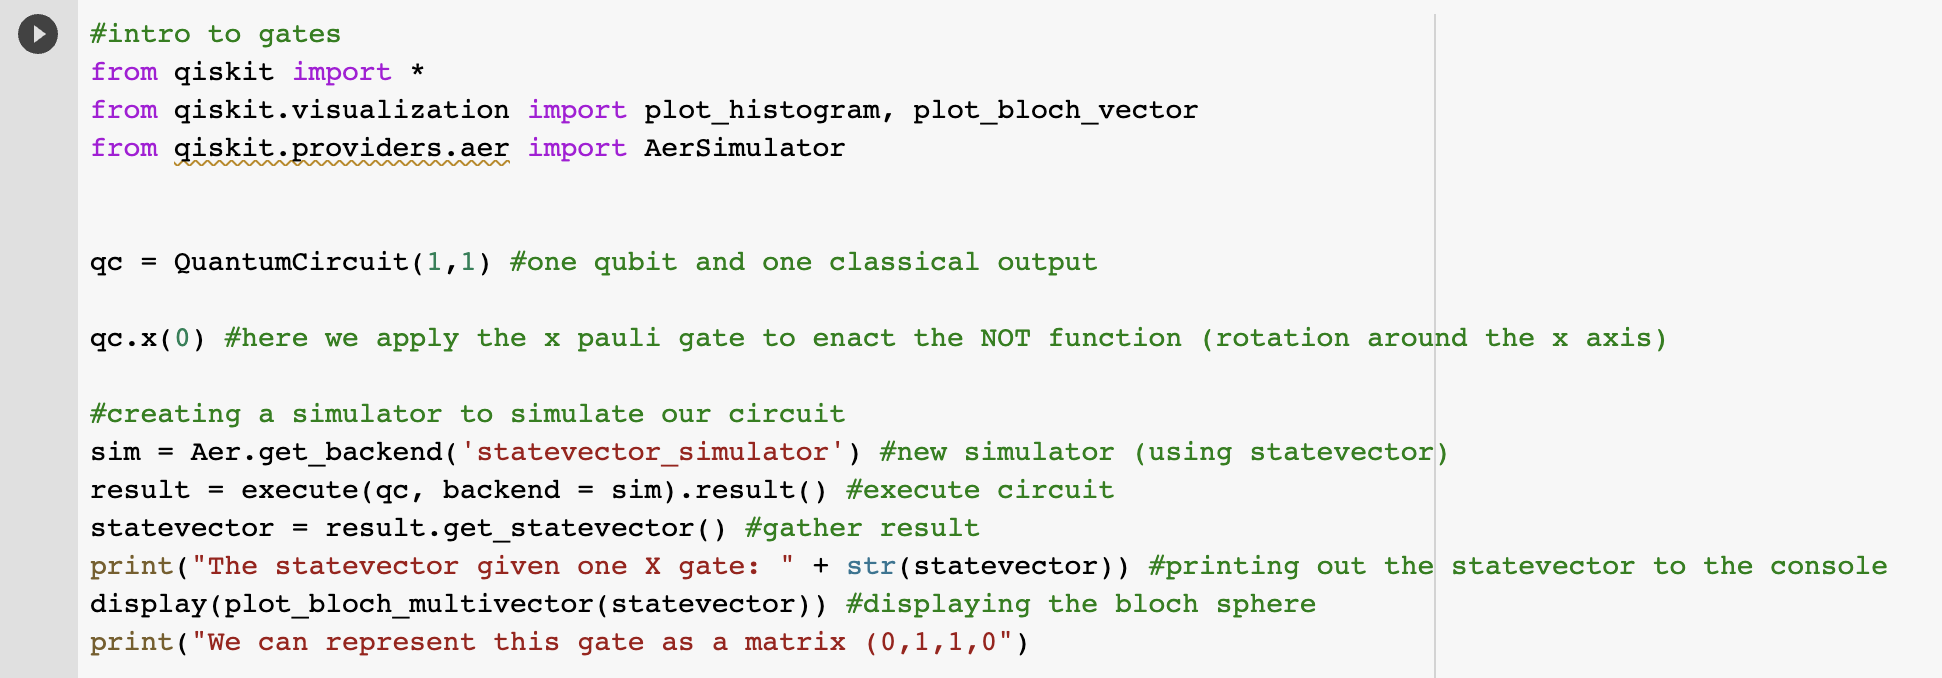 #intro to gates
from qiskit import *
from qiskit.visualization import plot_histogram, plot_bloch_vector
from qiskit.providers.aer import AerSimulator
qc = QuantumCircuit(1,1) #one qubit and one classical output
qc.x(0) #here we apply the x pauli gate to enact the NOT function (rotation around the x axis)
#creating a simulator to simulate our circuit
sim = Aer.get_backend('statevector_simulator') #new simulator (using statevector)
result = execute(qc, backend = sim).result() #execute circuit
statevector = result.get_statevector() #gather result
print("The statevector given one X gate: " + str(statevector)) #printing out the statevector to the console
display(plot_bloch_multivector(statevector)) #displaying the bloch sphere
print("We can represent this gate as a matrix (0,1,1,0")